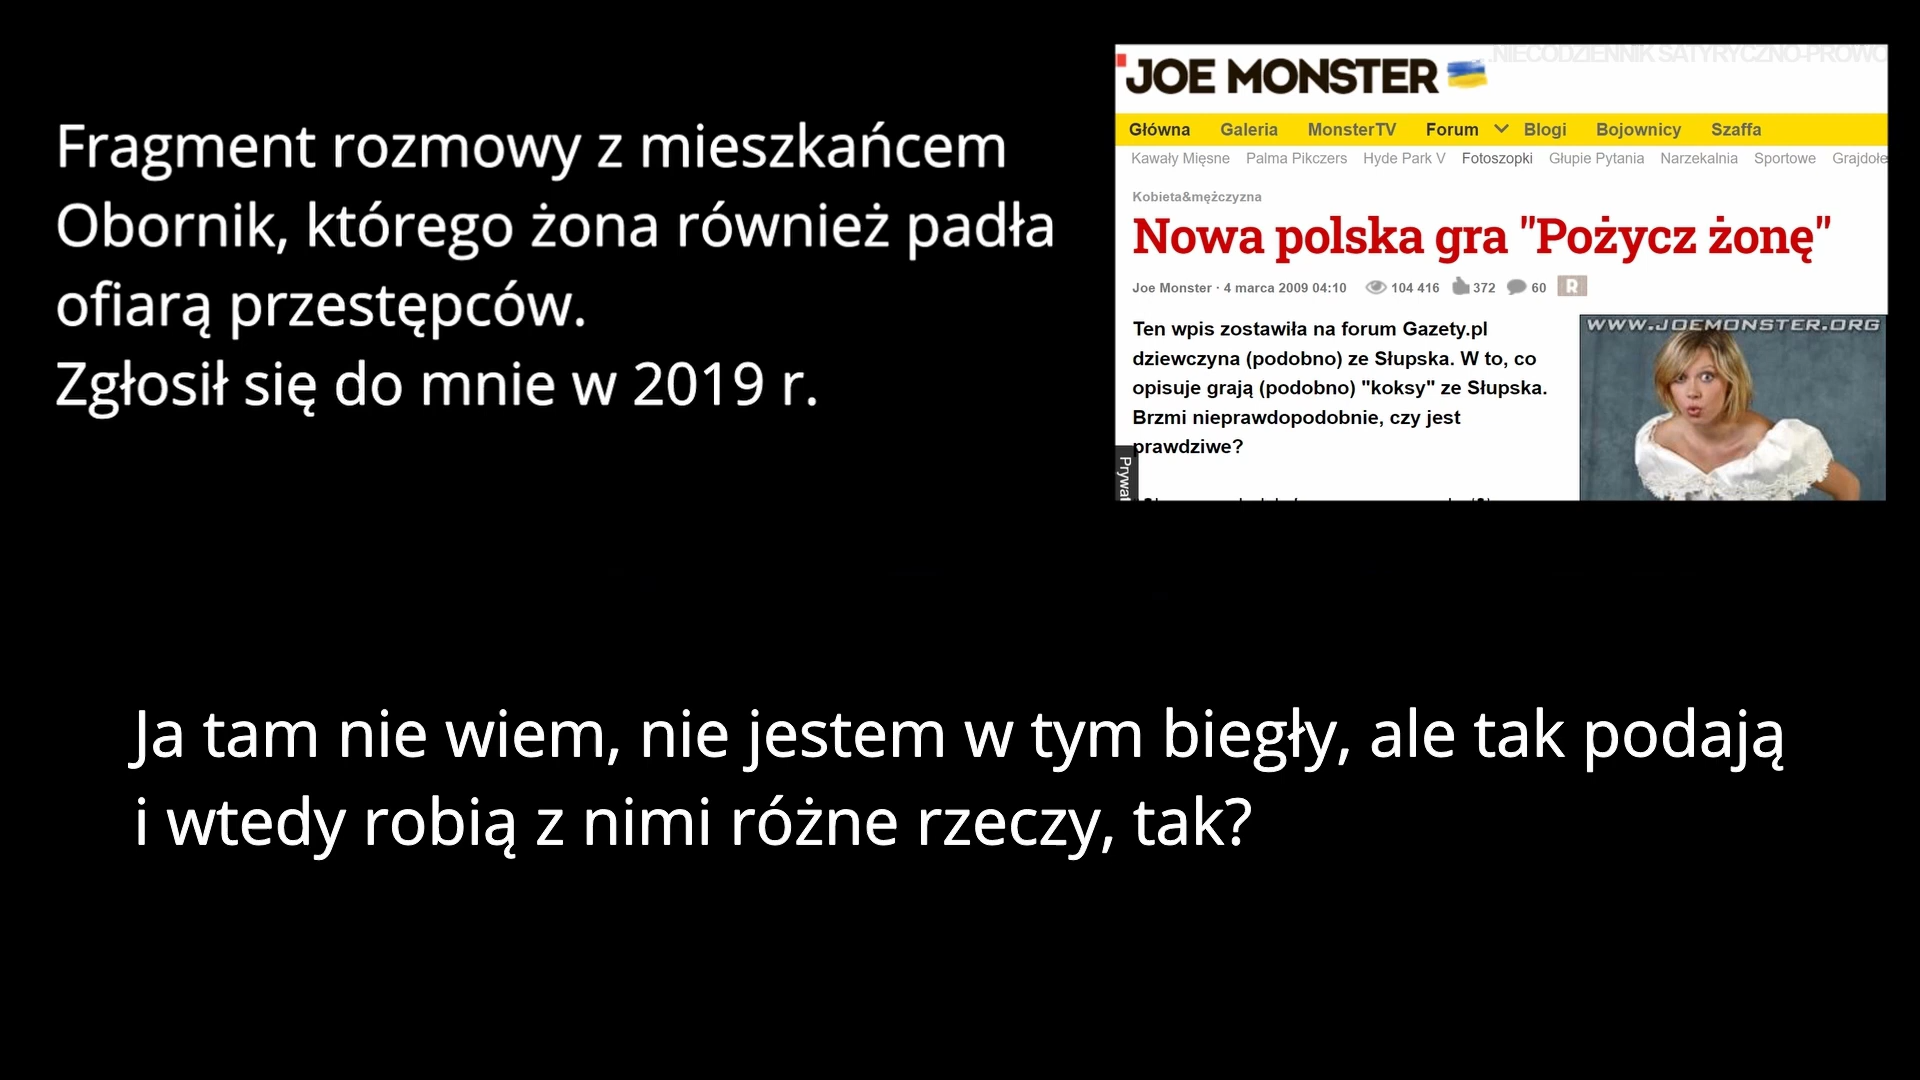 Fragment rozmowy z mieszkańcem
Obornik, którego żona również padła
ofiarą przestępców.
Zgłosił się do mnie w 2019 r.
NIECODZIENNIK SATYRYCZNO-PROWO
JOE MONSTER
Główna Galeria MonsterTV Forum Blogi Bojownicy Szaffa
Kawały Mięsne Palma Pikczers Hyde Park V Fotoszopki Głupie Pytania Narzekalnia Sportowe Grajdołe
Kobieta&mężczyzna
Nowa polska gra "Pożycz żonę"
Joe Monster · 4 marca 2009 04:10 104 416 372 60 R
Ten wpis zostawiła na forum Gazety.pl
dziewczyna (podobno) ze Słupska. W to, co
opisuje grają (podobno) "koksy" ze Słupska.
Brzmi nieprawdopodobnie, czy jest
prawdziwe?
WWW.JOEMONSTER.ORG
Prywat
Ja tam nie wiem, nie jestem w tym biegły, ale tak podają
i wtedy robią z nimi różne rzeczy, tak?